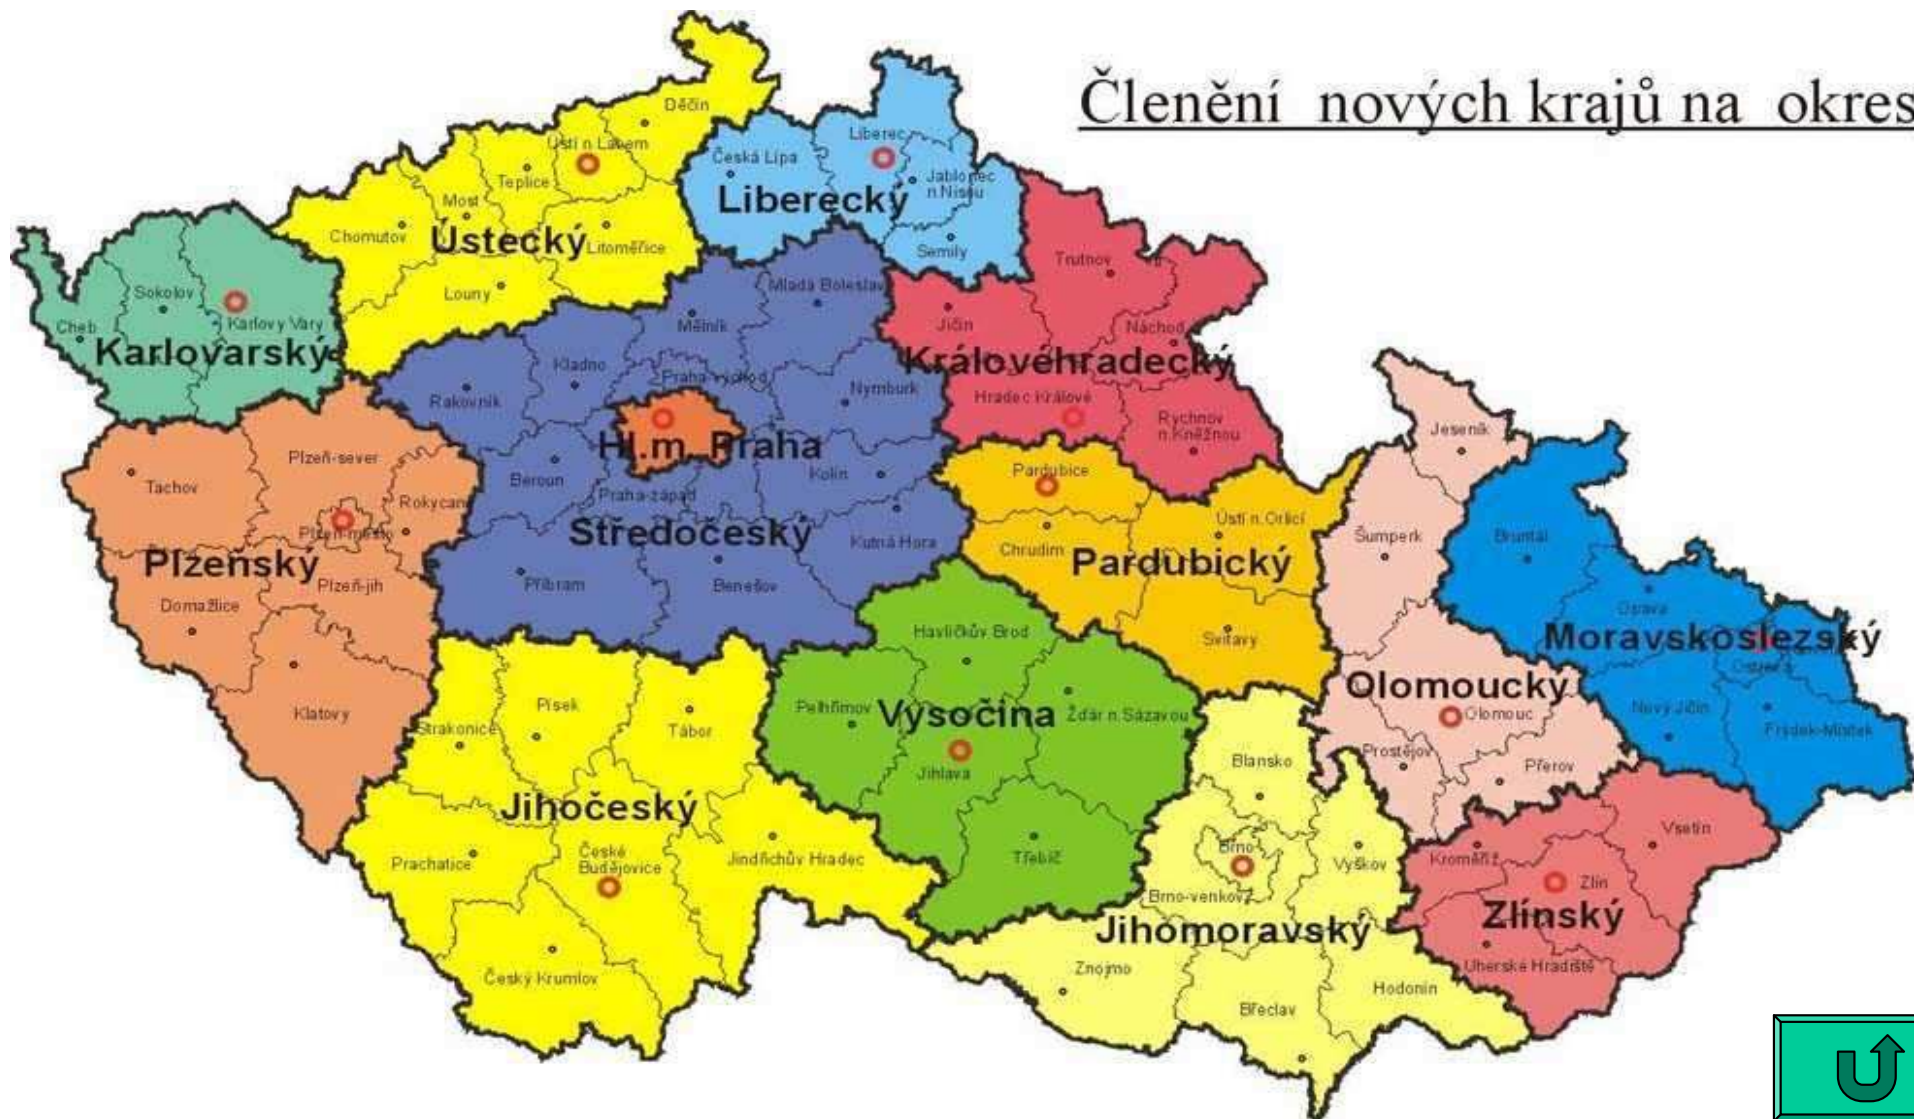 Členění nových krajů na okres
Děčín
Ústí n.Labem
Teplice
Most
Chomutov
Ústecký
Litoměřice
Louny
Liberec
Česká Lípa
Jablonec
n.Nisou
Liberecký
Semily
Sokolov
Karlovy Vary
Cheb
Karlovarský
Trutnov
Jičín
Náchod
Královéhradecký
Hradec Králové
Rychnov
n.Kněžnou
Mladá Boleslav
Mělník
Kladno
Praha-východ
Rakovník
Nymburk
Hl.m. Praha
Beroun
Kolín
Praha-západ
Středočeský
Kutná Hora
Příbram
Benešov
Plzeň-sever
Tachov
Rokycany
Plzeň-město
Plzeňský
Plzeň-jih
Domažlice
Klatovy
Pardubice
Ústí n.Orlicí
Chrudim
Pardubický
Svitavy
Jeseník
Šumperk
Olomoucký
Olomouc
Prostějov
Přerov
Bruntál
Opava
Moravskoslezský
Nový Jičín
Frýdek-Místek
Havlíčkův Brod
Pelhřimov
Vysočina
Žďár n.Sázavou
Jihlava
Třebíč
Písek
Strakonice
Tábor
Jihočeský
Prachatice
České
Budějovice
Jindřichův Hradec
Český Krumlov
Blansko
Brno
Vyškov
Brno-venkov
Jihomoravský
Znojmo
Břeclav
Hodonín
Vsetín
Kroměříž
Zlín
Zlínský
Uherské Hradiště